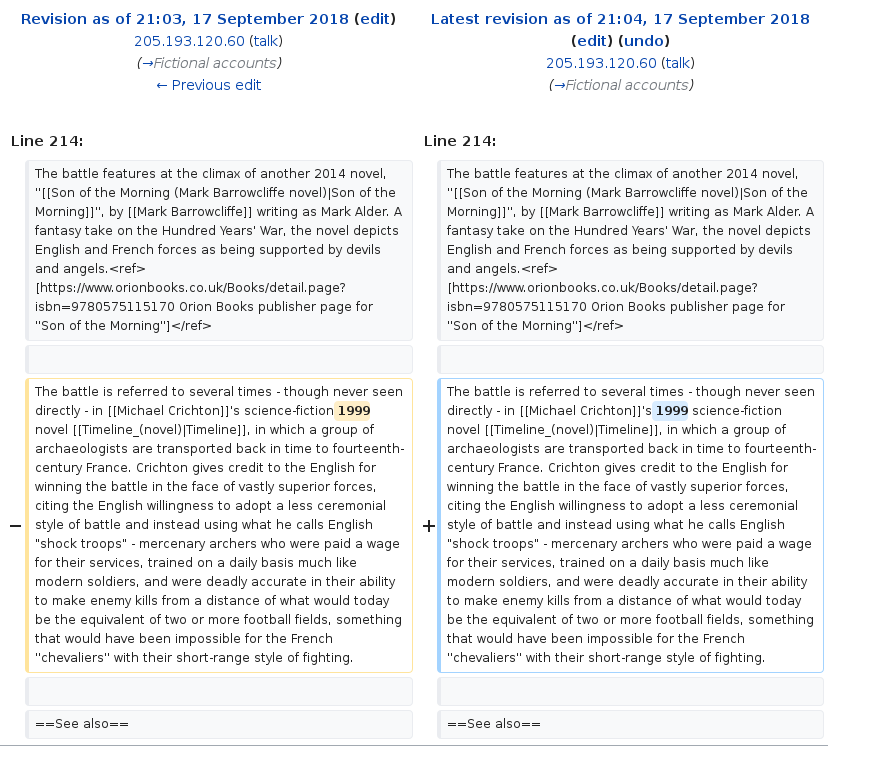 Revision as of 21:03, 17 September 2018 (edit)
205.193.120.60 (talk)
(→Fictional accounts)
← Previous edit
Latest revision as of 21:04, 17 September 2018
(edit) (undo)
205.193.120.60 (talk)
(→Fictional accounts)
Line 214:
Line 214:
The battle features at the climax of another 2014 novel,
''[[Son of the Morning (Mark Barrowcliffe novel)|Son of the
Morning]]'', by [[Mark Barrowcliffe]] writing as Mark Alder. A
fantasy take on the Hundred Years' War, the novel depicts
English and French forces as being supported by devils
and angels.<ref>
[https://www.orionbooks.co.uk/Books/detail.page?
isbn=9780575115170 Orion Books publisher page for
''Son of the Morning'']</ref>
The battle features at the climax of another 2014 novel,
''[[Son of the Morning (Mark Barrowcliffe novel)|Son of the
Morning]]'', by [[Mark Barrowcliffe]] writing as Mark Alder. A
fantasy take on the Hundred Years' War, the novel depicts
English and French forces as being supported by devils
and angels.<ref>
[https://www.orionbooks.co.uk/Books/detail.page?
isbn=9780575115170 Orion Books publisher page for
''Son of the Morning'']</ref>
−
The battle is referred to several times - though never seen
directly - in [[Michael Crichton]]'s science-fiction 1999
novel [[Timeline_(novel)|Timeline]], in which a group of
archaeologists are transported back in time to fourteenth-
century France. Crichton gives credit to the English for
winning the battle in the face of vastly superior forces,
citing the English willingness to adopt a less ceremonial
style of battle and instead using what he calls English
"shock troops" - mercenary archers who were paid a wage
for their services, trained on a daily basis much like
modern soldiers, and were deadly accurate in their ability
to make enemy kills from a distance of what would today
be the equivalent of two or more football fields, something
that would have been impossible for the French
''chevaliers'' with their short-range style of fighting.
+
The battle is referred to several times - though never seen
directly - in [[Michael Crichton]]'s 1999 science-fiction
novel [[Timeline_(novel)|Timeline]], in which a group of
archaeologists are transported back in time to fourteenth-
century France. Crichton gives credit to the English for
winning the battle in the face of vastly superior forces,
citing the English willingness to adopt a less ceremonial
style of battle and instead using what he calls English
"shock troops" - mercenary archers who were paid a wage
for their services, trained on a daily basis much like
modern soldiers, and were deadly accurate in their ability
to make enemy kills from a distance of what would today
be the equivalent of two or more football fields, something
that would have been impossible for the French
''chevaliers'' with their short-range style of fighting.
==See also==
==See also==